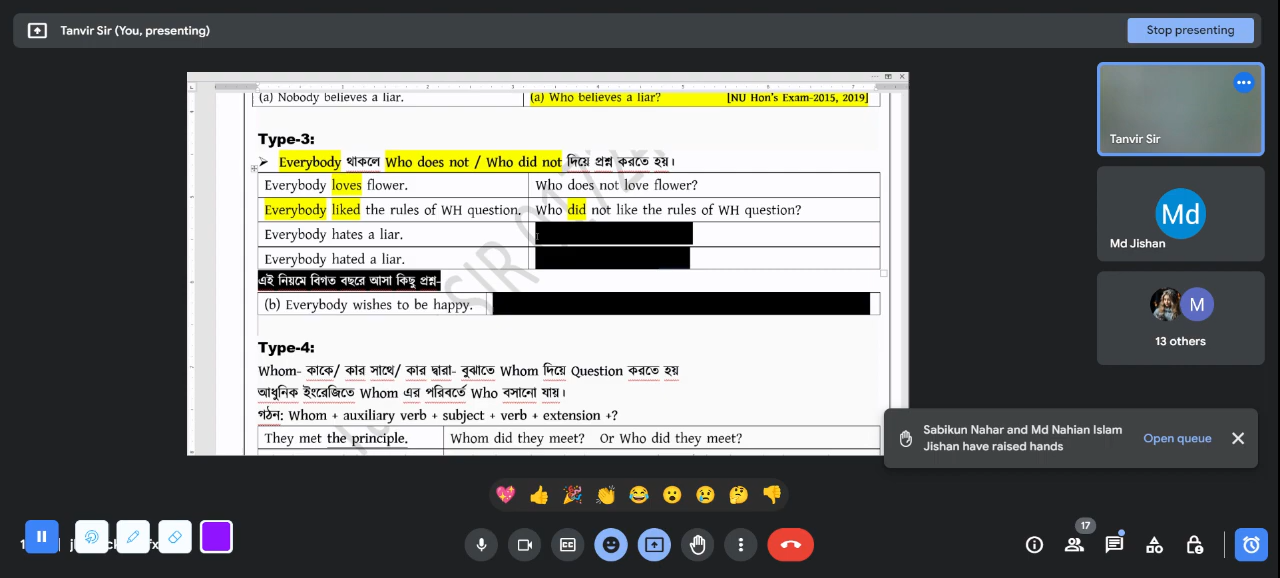 Tanvir Sir (You, presenting)
Stop presenting
(a) Nobody believes a liar. (a) Who believes a liar? [NU Hon's Exam-2015, 2019]
Type-3:
➢ Everybody থাকলে Who does not / Who did not দিয়ে প্রশ্ন করতে হয়।
Everybody loves flower. Who does not love flower?
Everybody liked the rules of WH question. Who did not like the rules of WH question?
Everybody hates a liar.
Everybody hated a liar.
এই নিয়মে বিগত বছরে আসা কিছু প্রশ্ন-
(b) Everybody wishes to be happy.
Type-4:
Whom- কাকে/ কার সাথে/ কার দ্বারা- বুঝাতে Whom দিয়ে Question করতে হয়
আধুনিক ইংরেজিতে Whom এর পরিবর্তে Who বসানো যায়।
গঠন: Whom + auxiliary verb + subject + verb + extension +?
They met the principle. Whom did they meet? Or Who did they meet?
SIR
Tanvir Sir
Md
Md Jishan
M
13 others
Sabikun Nahar and Md Nahian Islam
Jishan have raised hands
Open queue
17